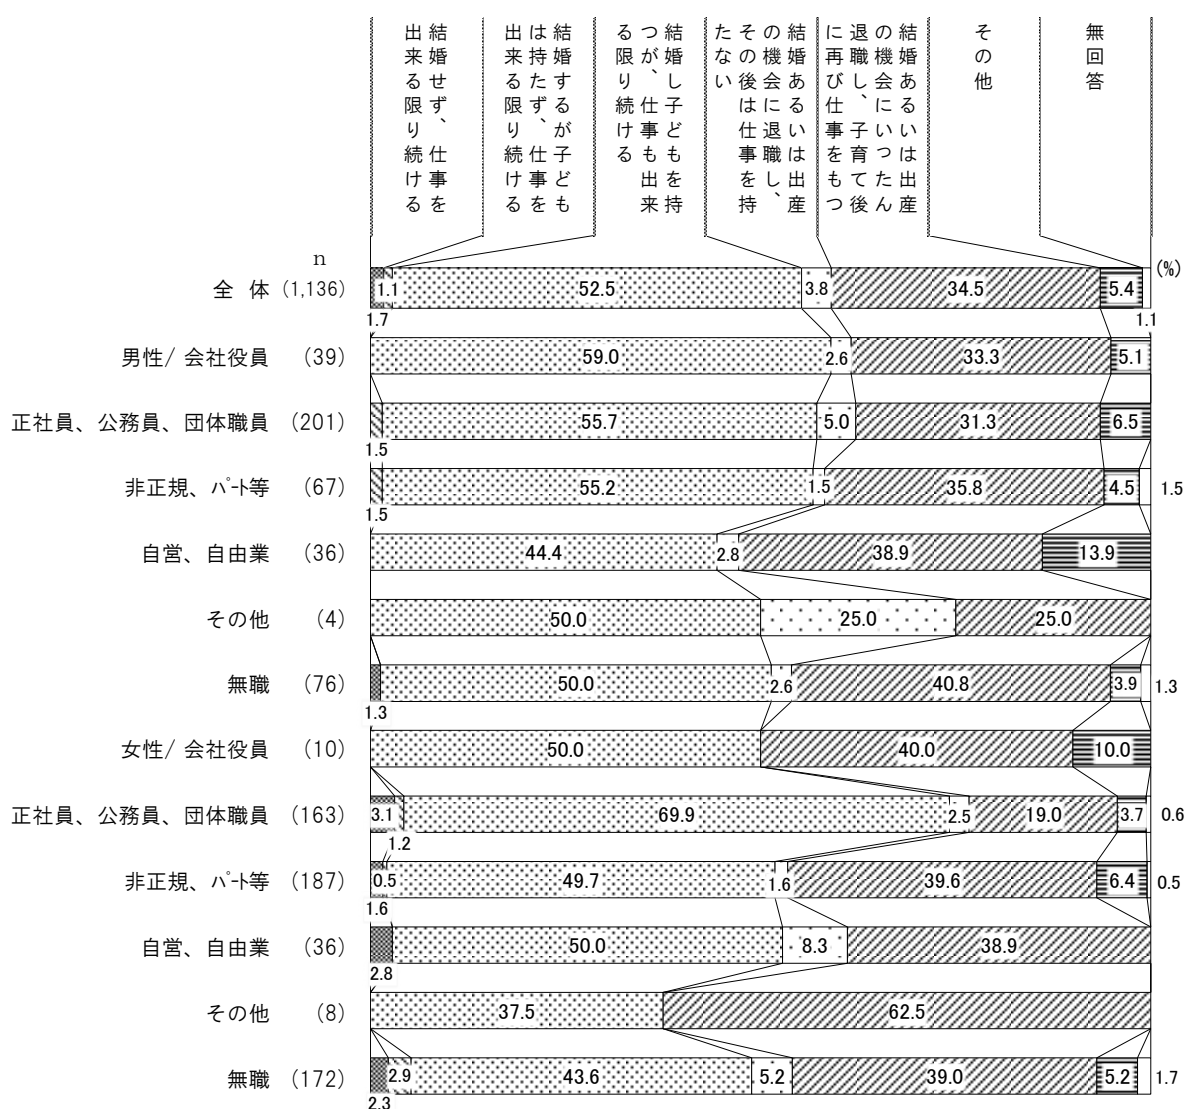 結婚せず、仕事を
出来る限り続ける
結婚するが子ども
は持たず、仕事を
出来る限り続ける
結婚し子どもを持
つが、仕事も出来
る限り続ける
結婚あるいは出産
の機会に退職し、
その後は仕事を持
たない
結婚あるいは出産
の機会にいったん
退職し、子育て後
に再び仕事をもつ
その他
無回答
n
(%)
全 体 (1,136) 1.1 52.5 3.8 34.5 5.4
1.7 1.1
男性/ 会社役員 (39) 59.0 2.6 33.3 5.1
正社員、公務員、団体職員 (201) 55.7 5.0 31.3 6.5
1.5
非正規、パート等 (67) 55.2 1.5 35.8 4.5 1.5
1.5
自営、自由業 (36) 44.4 2.8 38.9 13.9
その他 (4) 50.0 25.0 25.0
無職 (76) 50.0 2.6 40.8 3.9 1.3
1.3
女性/ 会社役員 (10) 50.0 40.0 10.0
正社員、公務員、団体職員 (163) 3.1 69.9 2.5 19.0 3.7 0.6
1.2
非正規、パート等 (187) 0.5 49.7 1.6 39.6 6.4 0.5
1.6
自営、自由業 (36) 50.0 8.3 38.9
2.8
その他 (8) 37.5 62.5
無職 (172) 2.9 43.6 5.2 39.0 5.2 1.7
2.3